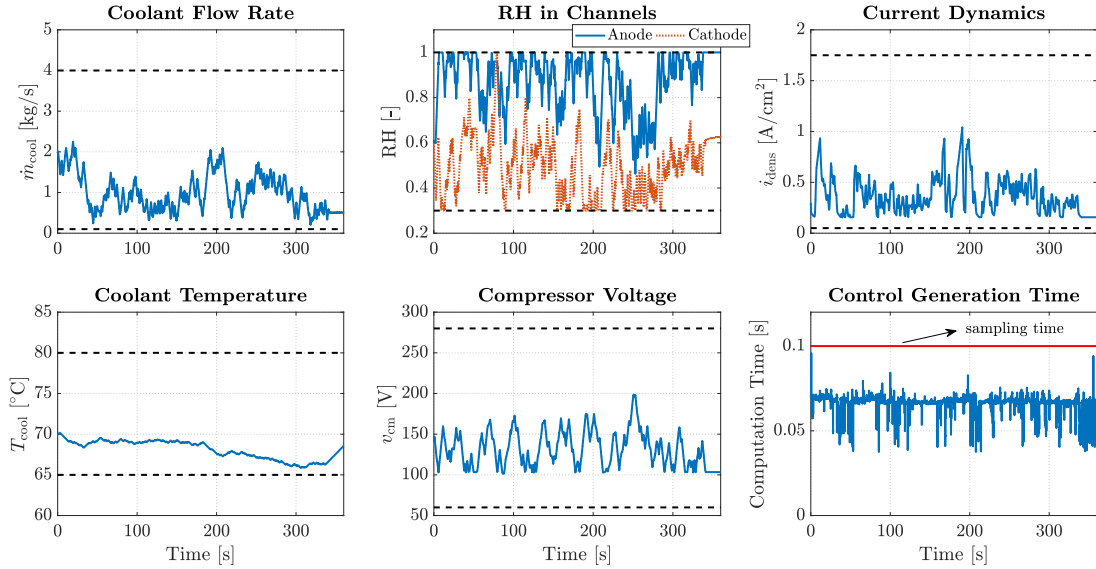 Coolant Flow Rate
5
4
3
2
1
0
0 100 200 300
ṁcool [kg/s]
RH in Channels
Anode Cathode
1
0.8
0.6
0.4
0.2
0 100 200 300
RH [-]
Current Dynamics
2
1.5
1
0.5
0
0 100 200 300
idens [A/cm²]
Coolant Temperature
85
80
75
70
65
60
0 100 200 300
Tcool [°C]
Time [s]
Compressor Voltage
300
250
200
150
100
50
0 100 200 300
vcm [V]
Time [s]
Control Generation Time
sampling time
0.1
0.05
0
0 100 200 300
Computation Time [s]
Time [s]